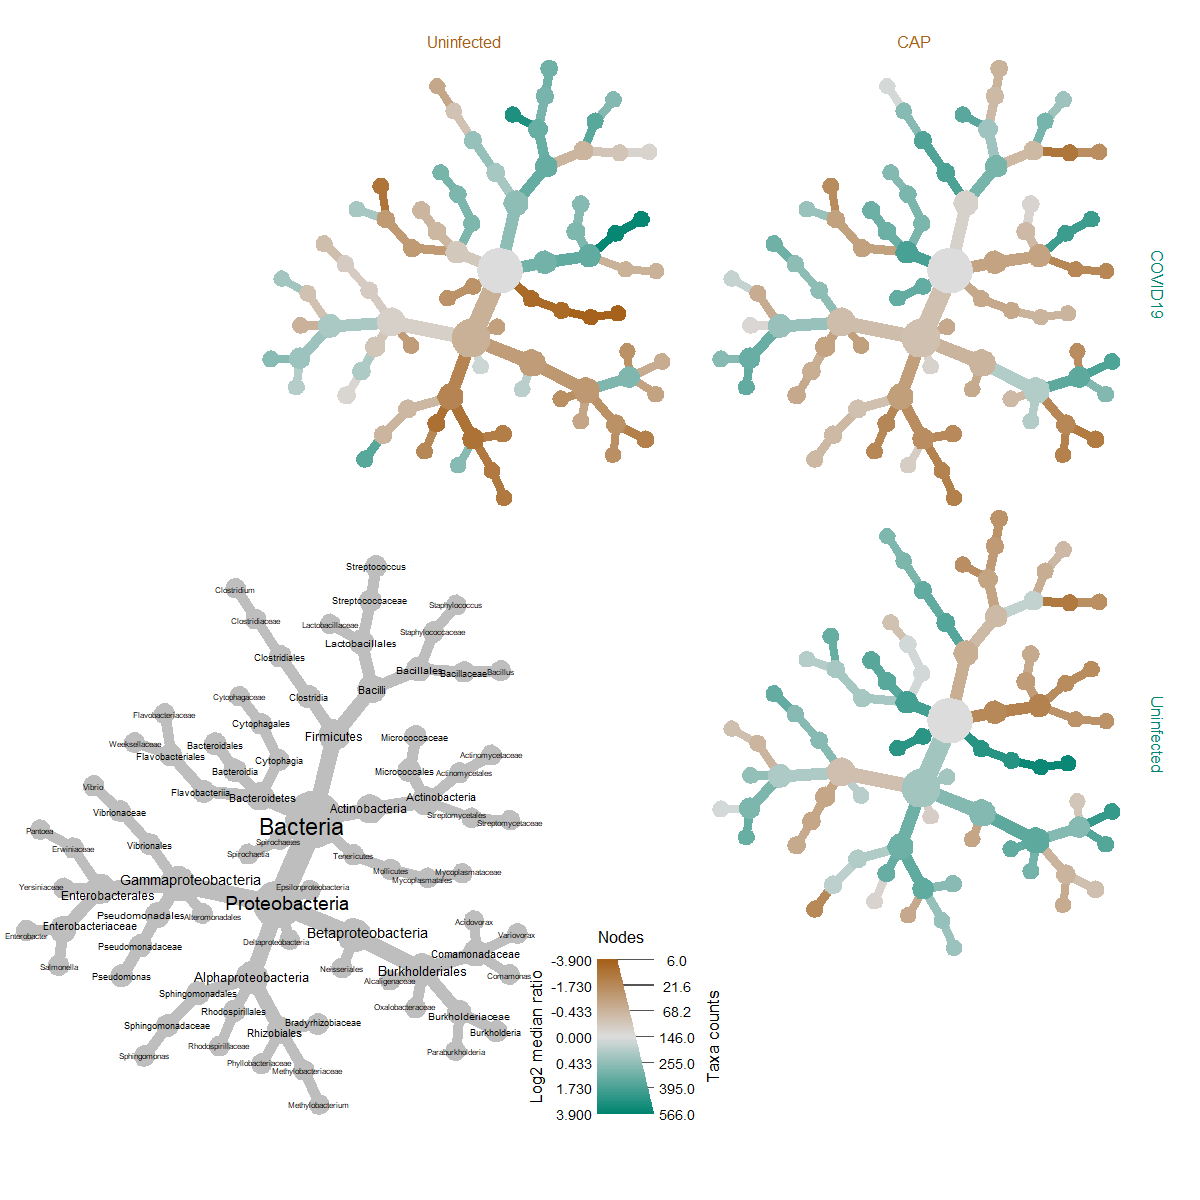 Uninfected
CAP
COVID19
Uninfected
Streptococcus
Clostridium
Streptococcaceae
Staphylococcus
Clostridiaceae
Lactobacillaceae
Staphylococcaceae
Lactobacillales
Clostridiales
Bacillales
Bacillaceae
Bacillus
Bacilli
Cytophagaceae
Clostridia
Flavobacteriaceae
Cytophagales
Firmicutes
Micrococcaceae
Weeksellaceae
Bacteroidales
Flavobacteriales
Cytophagia
Actinomycetaceae
Bacteroidia
Micrococcales
Actinomycetales
Vibrio
Flavobacteriia
Bacteroidetes
Actinobacteria
Actinobacteria
Vibrionaceae
Streptomycetales
Streptomycetaceae
Bacteria
Pantoea
Erwiniaceae
Vibrionales
Spirochaetes
Spirochaetia
Tenericutes
Mollicutes
Mycoplasmatales
Mycoplasmataceae
Gammaproteobacteria
Yersiniaceae
Enterobacterales
Epsilonproteobacteria
Proteobacteria
Pseudomonadales
Alteromonadales
Enterobacteriaceae
Enterobacter
Acidovorax
Variovorax
Betaproteobacteria
Deltaproteobacteria
Pseudomonadaceae
Comamonadaceae
Salmonella
Pseudomonas
Neisseriales
Alcaligenaceae
Burkholderiales
Comamonas
Alphaproteobacteria
Sphingomonadales
Oxalobacteraceae
Rhodospirillales
Burkholderiaceae
Sphingomonadaceae
Bradyrhizobiaceae
Rhizobiales
Burkholderia
Rhodospirillaceae
Paraburkholderia
Sphingomonas
Phyllobacteriaceae
Methylobacteriaceae
Methylobacterium
Nodes
-3.900 6.0
-1.730 21.6
-0.433 68.2
0.000 146.0
0.433 255.0
1.730 395.0
3.900 566.0
Log2 median ratio
Taxa counts